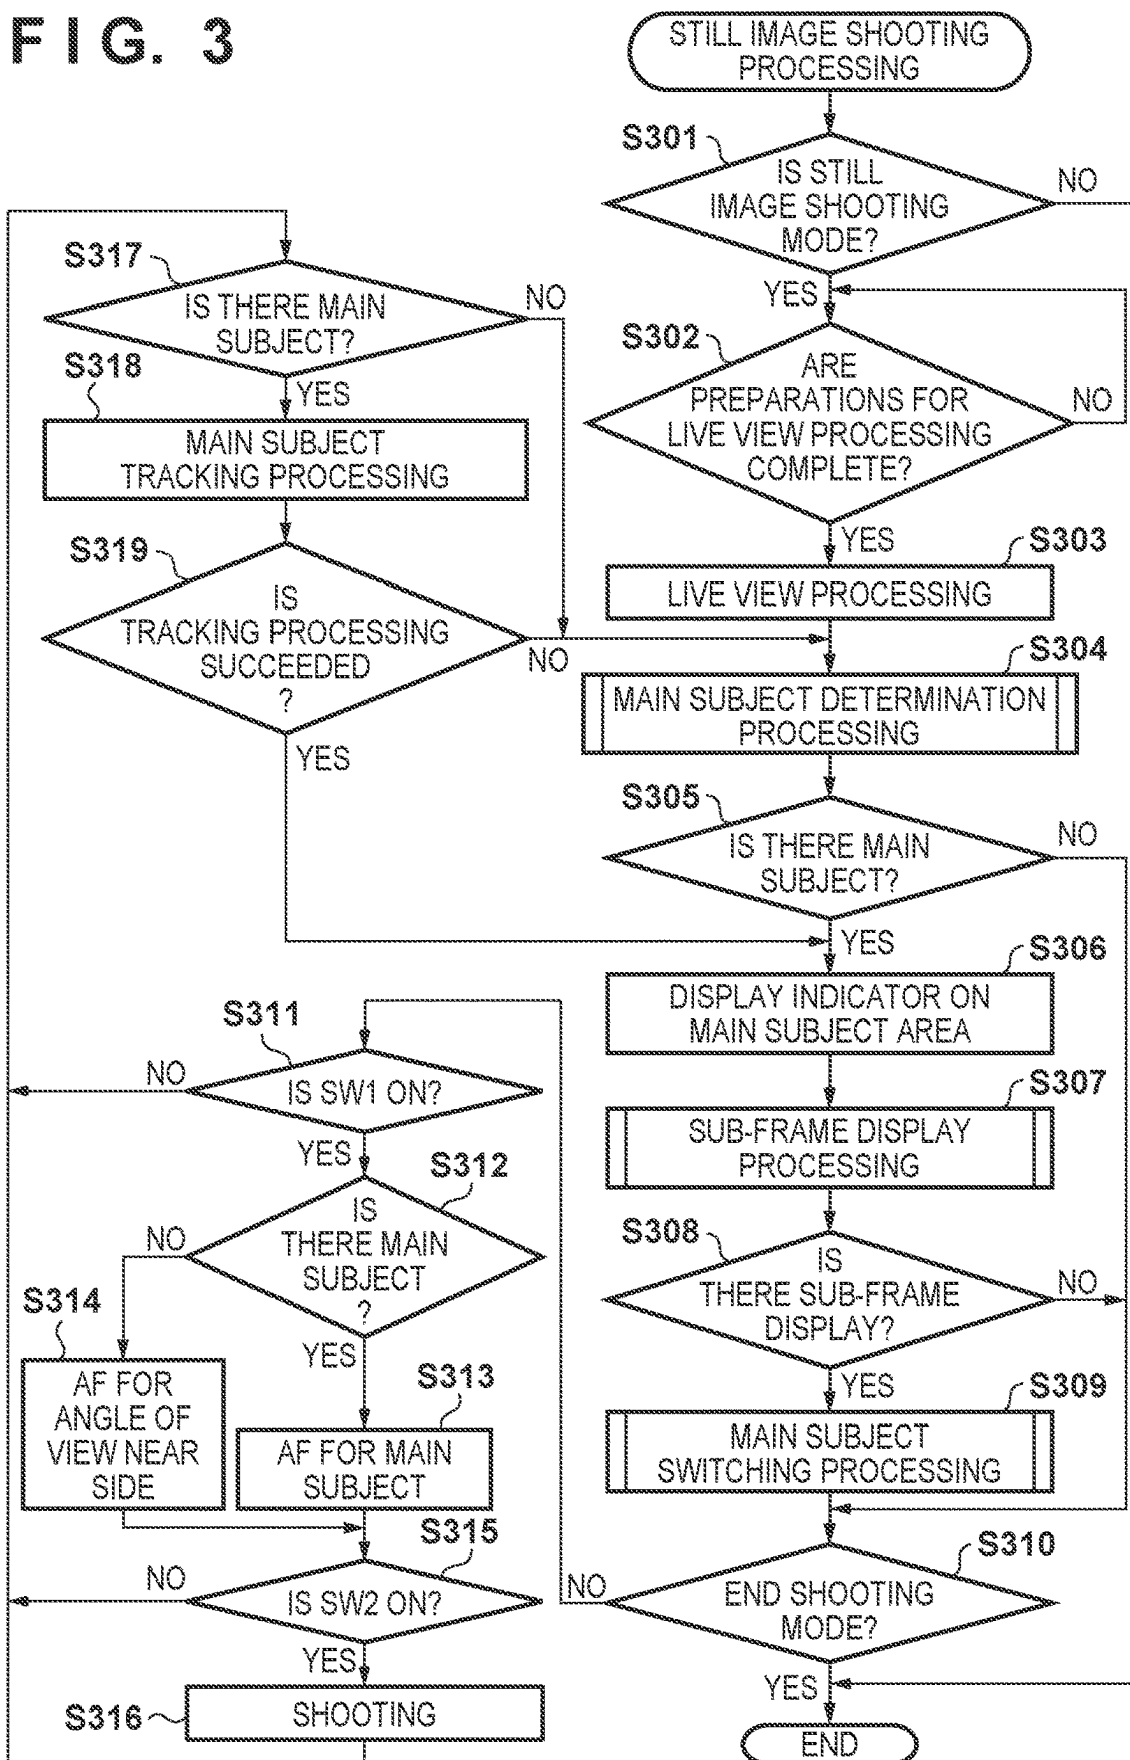 FIG. 3
STILL IMAGE SHOOTING
PROCESSING
S301
IS STILL
IMAGE SHOOTING
MODE?
NO
YES
S302
ARE
PREPARATIONS FOR
LIVE VIEW PROCESSING
COMPLETE?
NO
YES
S303
LIVE VIEW PROCESSING
S304
MAIN SUBJECT DETERMINATION
PROCESSING
S305
IS THERE MAIN
SUBJECT?
NO
YES
S306
DISPLAY INDICATOR ON
MAIN SUBJECT AREA
S307
SUB-FRAME DISPLAY
PROCESSING
S308
IS
THERE SUB-FRAME
DISPLAY?
NO
YES
S309
MAIN SUBJECT
SWITCHING PROCESSING
S310
END SHOOTING
MODE?
NO
YES
END
S311
IS SW1 ON?
NO
YES
S312
IS
THERE MAIN
SUBJECT
?
NO
YES
S313
AF FOR MAIN
SUBJECT
S314
AF FOR
ANGLE OF
VIEW NEAR
SIDE
S315
IS SW2 ON?
NO
YES
S316
SHOOTING
S317
IS THERE MAIN
SUBJECT?
NO
YES
S318
MAIN SUBJECT
TRACKING PROCESSING
S319
IS
TRACKING PROCESSING
SUCCEEDED
?
NO
YES